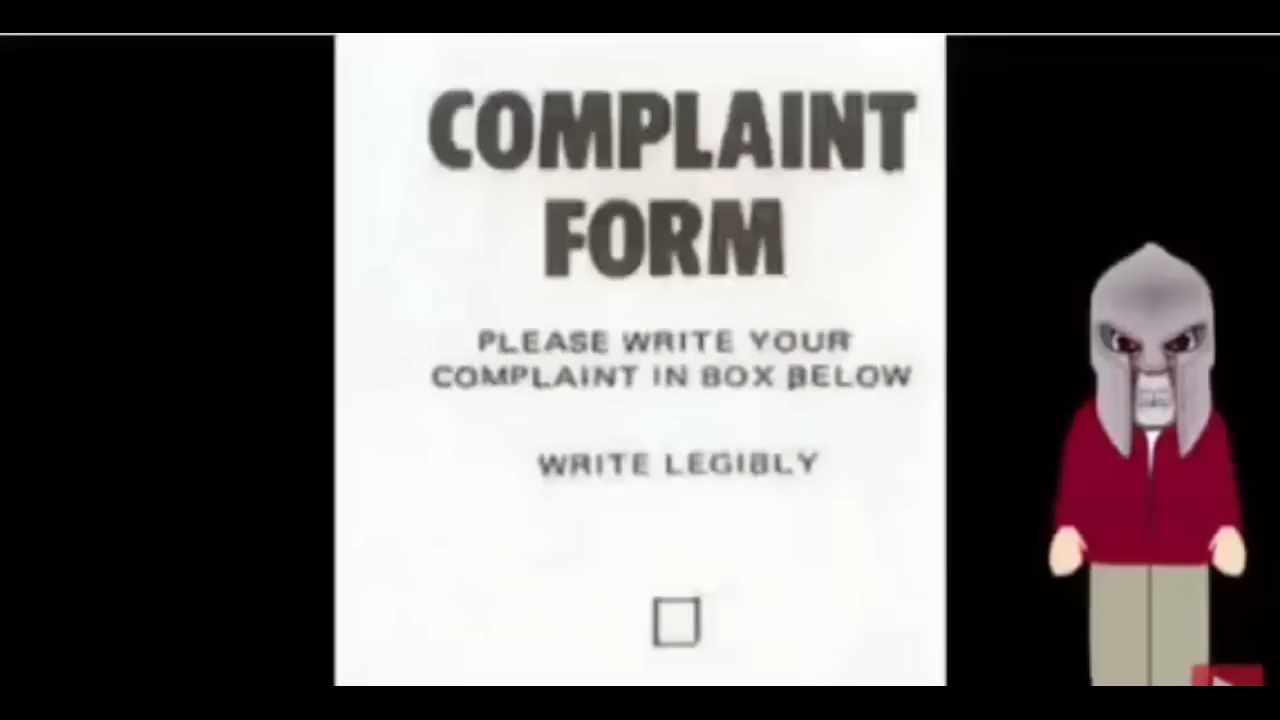 COMPLAINT
FORM
PLEASE WRITE YOUR
COMPLAINT IN BOX BELOW
WRITE LEGIBLY